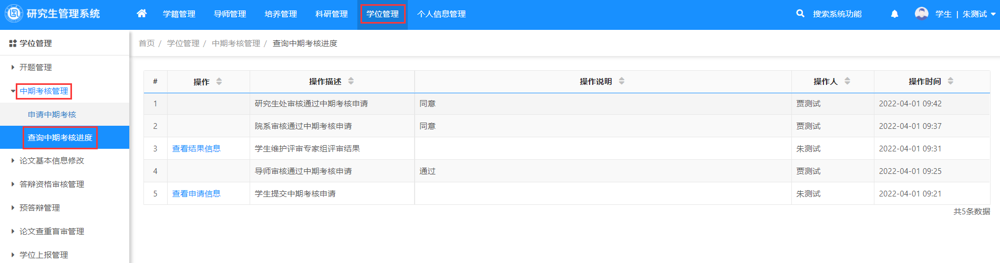 研究生管理系统
学籍管理 导师管理 培养管理 科研管理 学位管理 个人信息管理 搜索系统功能 学生 | 朱测试
学位管理
首页 / 学位管理 / 中期考核管理 / 查询中期考核进度
开题管理
中期考核管理
申请中期考核
查询中期考核进度
论文基本信息修改
答辩资格审核管理
预答辩管理
论文查重盲审管理
学位上报管理
# 操作 操作描述 操作说明 操作人 操作时间
1 研究生处审核通过中期考核申请 同意 贾测试 2022-04-01 09:42
2 院系审核通过中期考核申请 同意 贾测试 2022-04-01 09:37
3 查看结果信息 学生维护评审专家组评审结果 朱测试 2022-04-01 09:31
4 导师审核通过中期考核申请 通过 贾测试 2022-04-01 09:25
5 查看申请信息 学生提交中期考核申请 朱测试 2022-04-01 09:21
共5条数据